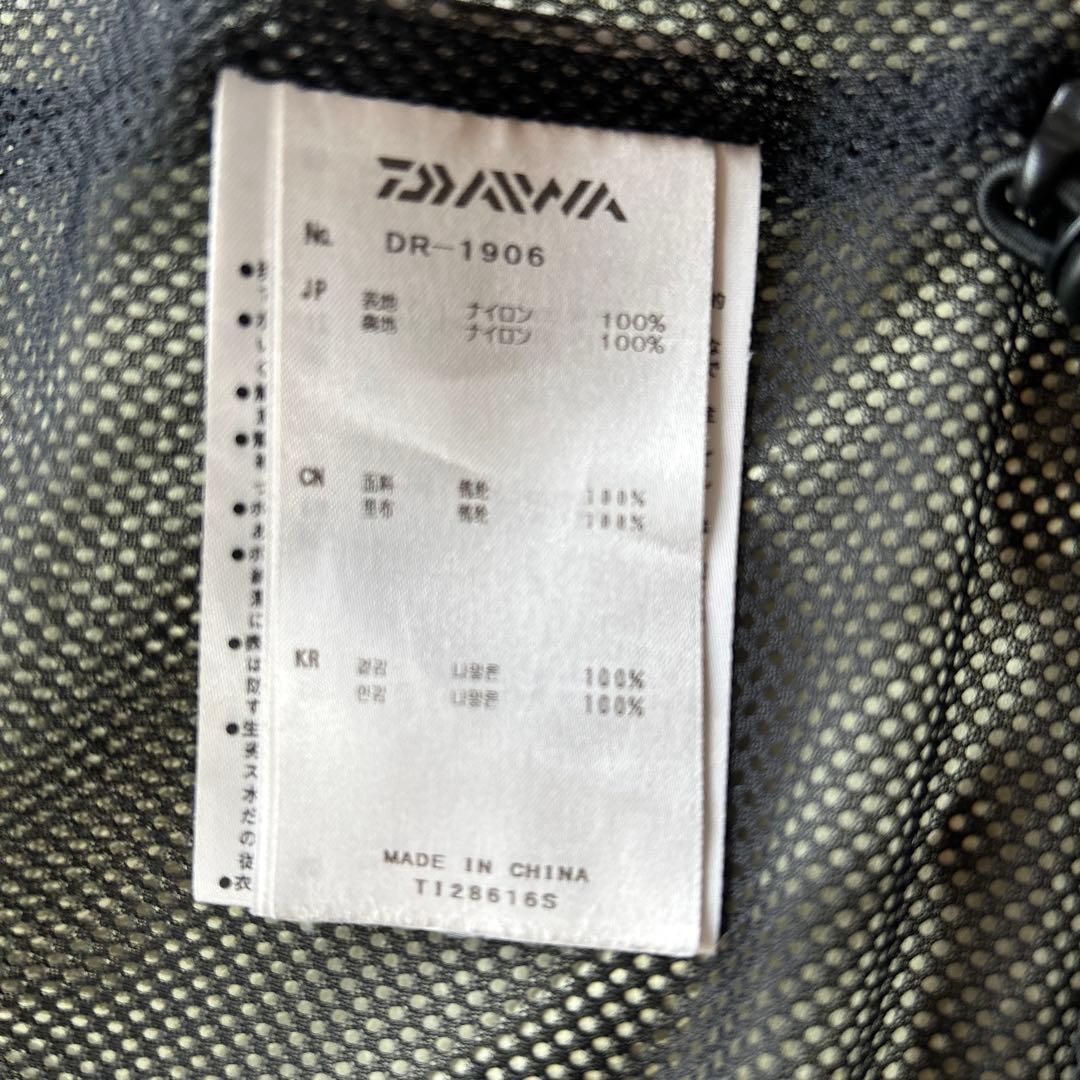 DAIWA
No. DR-1906
JP 表地 ナイロン 100%
裏地 ナイロン 100%
CN 面料 锦纶 100%
里布 锦纶 100%
KR 겉감 나일론 100%
안감 나일론 100%
MADE IN CHINA
TI28616S